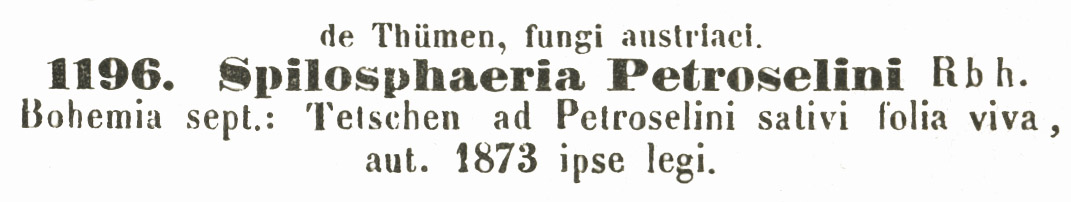 de Thümen, fungi austriaci.
1196. Spilosphaeria Petroselini Rbh.
Bohemia sept.: Tetschen ad Petroselini sativi folia viva,
aut. 1873 ipse legi.